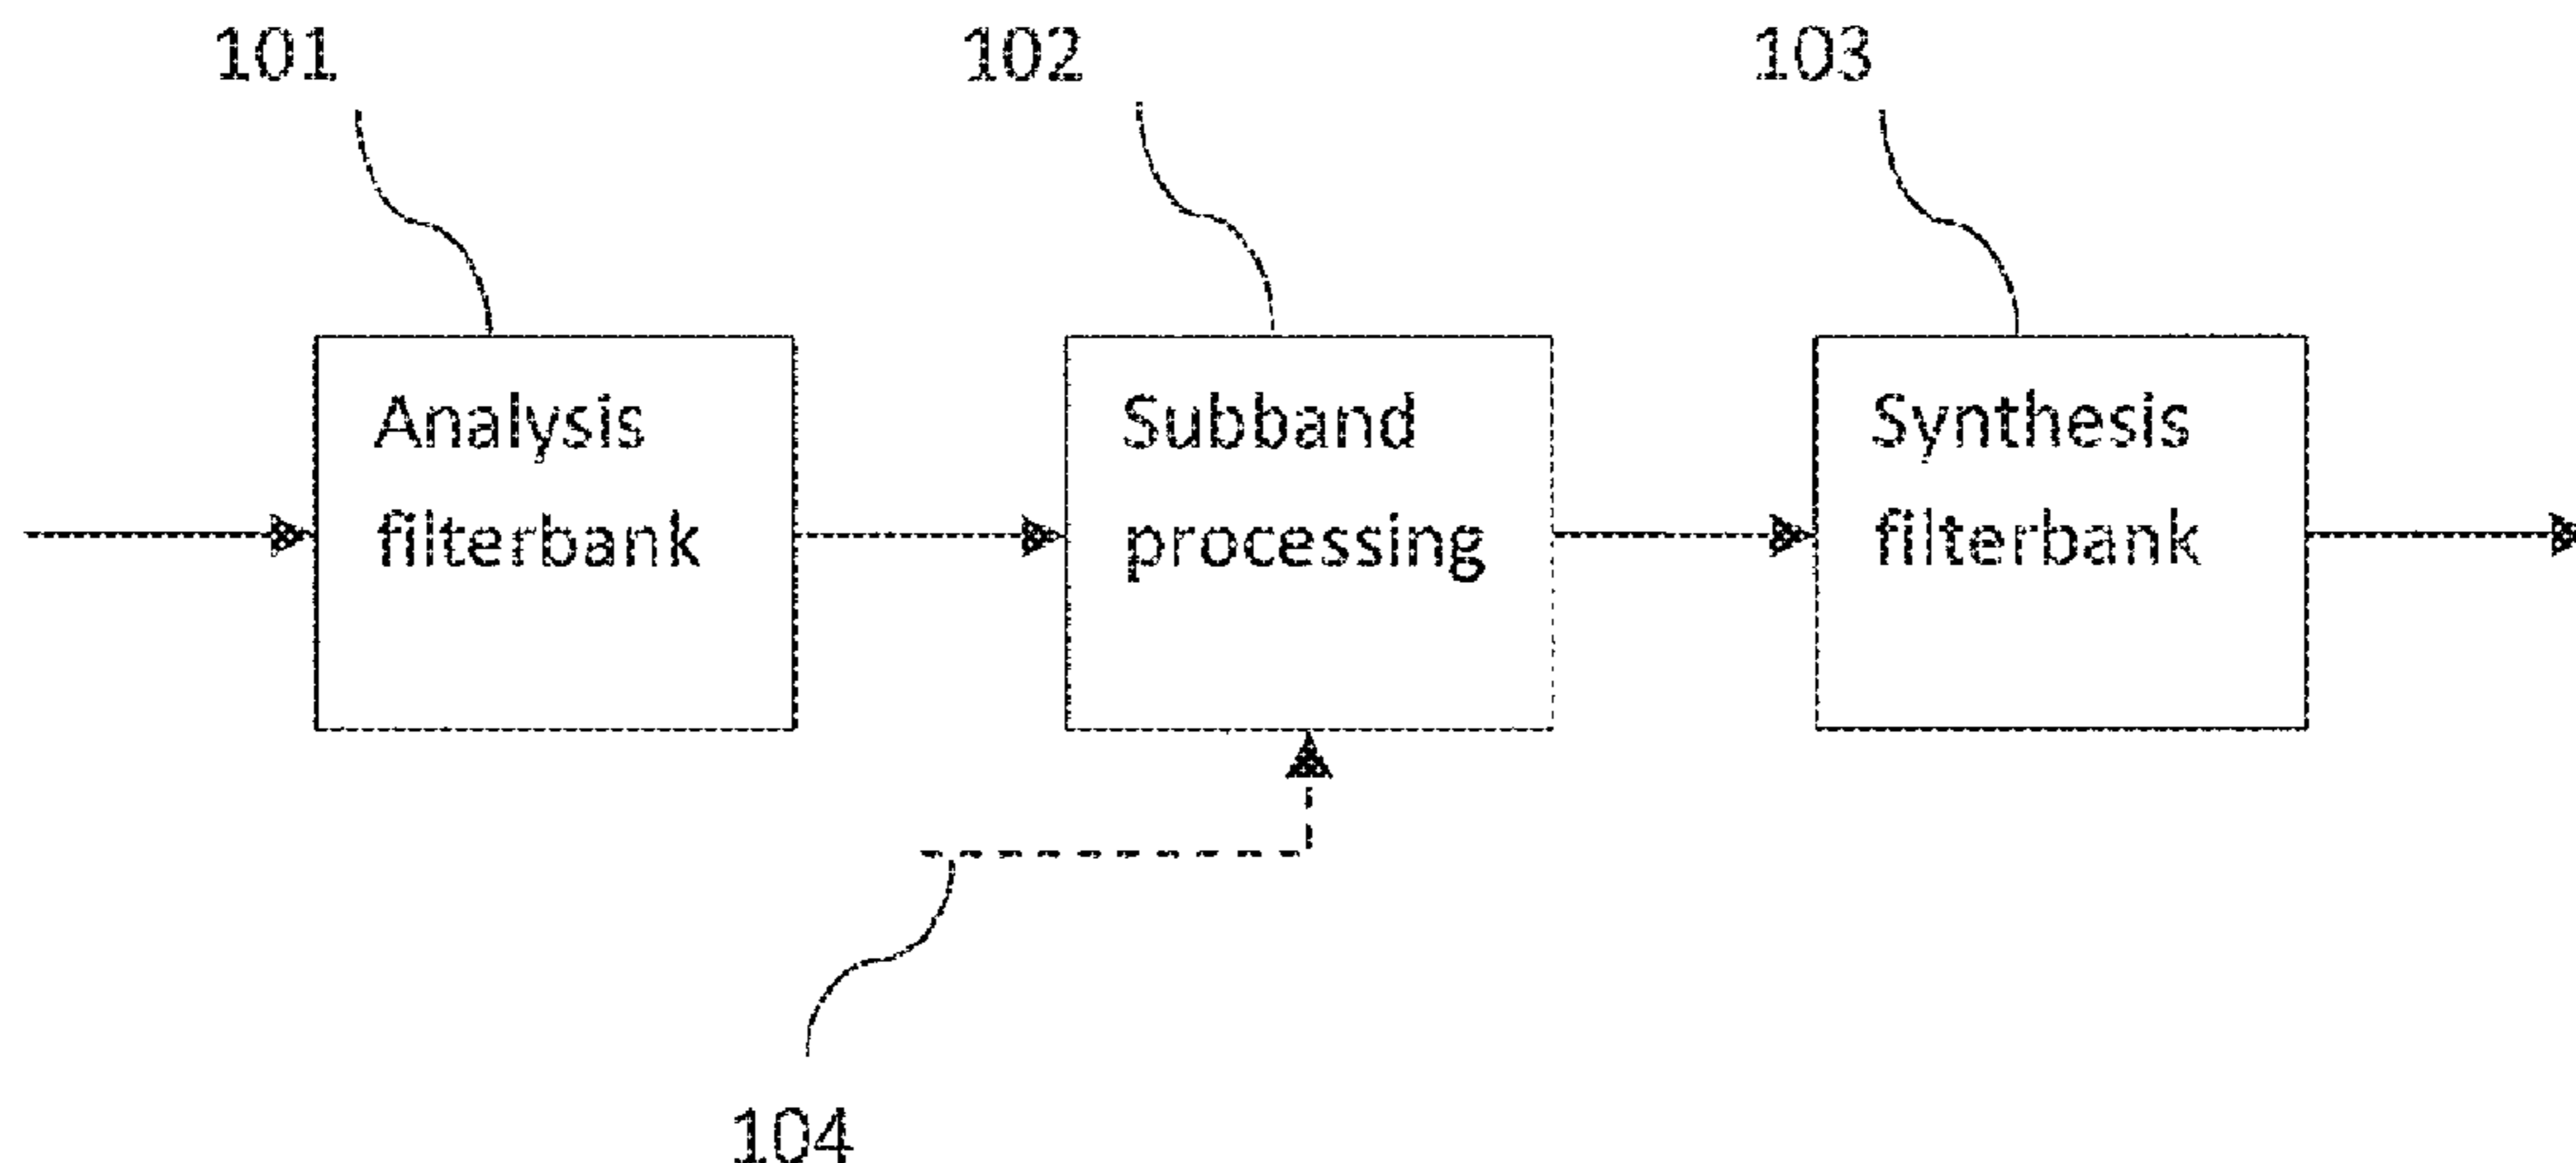 101
102
103
Analysis
filterbank
Subband
processing
Synthesis
filterbank
104